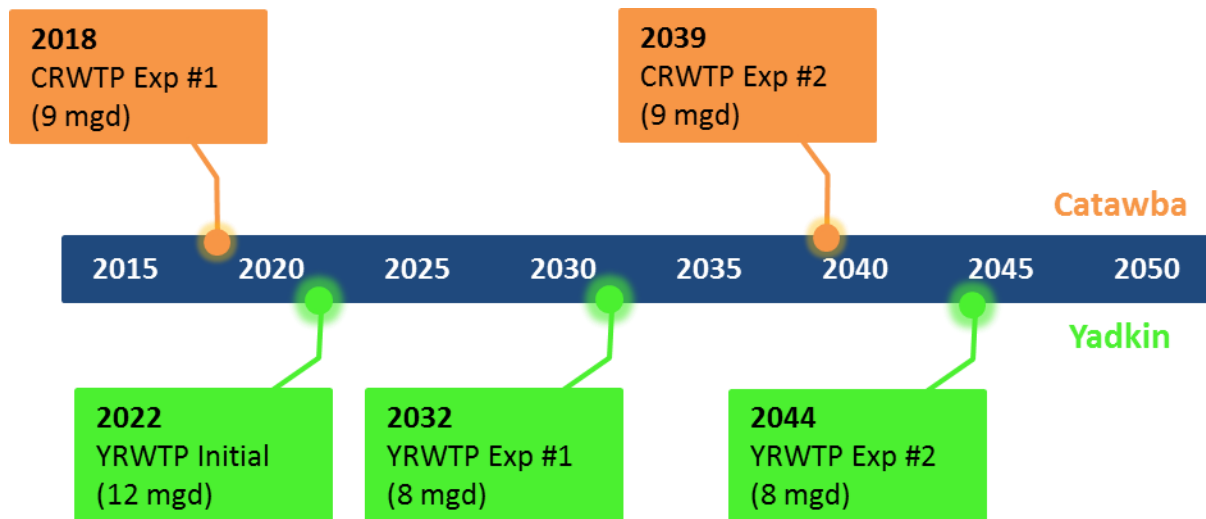 2018
CRWTP Exp #1
(9 mgd)
2039
CRWTP Exp #2
(9 mgd)
Catawba
2015 2020 2025 2030 2035 2040 2045 2050
Yadkin
2022
YRWTP Initial
(12 mgd)
2032
YRWTP Exp #1
(8 mgd)
2044
YRWTP Exp #2
(8 mgd)